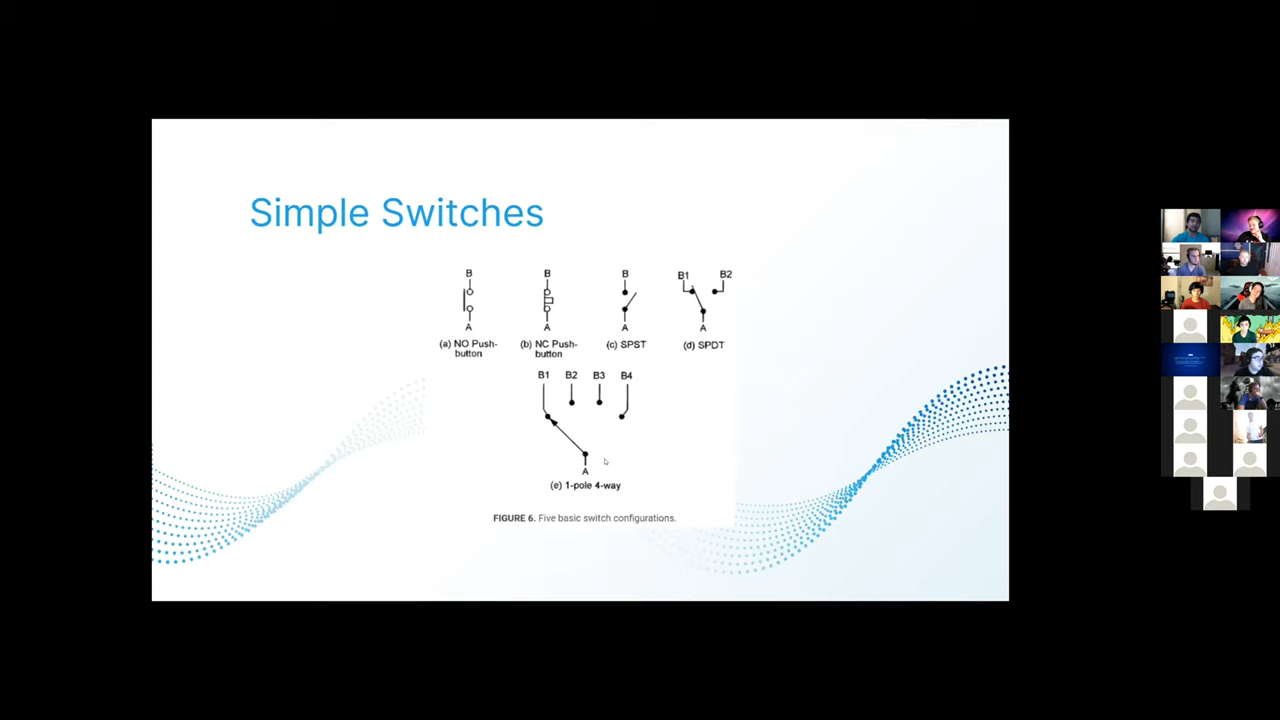 Simple Switches
B B B B1 B2
A A A A
(a) NO Push-
button
(b) NC Push-
button
(c) SPST
(d) SPDT
B1 B2 B3 B4
A
(e) 1-pole 4-way
FIGURE 6. Five basic switch configurations.